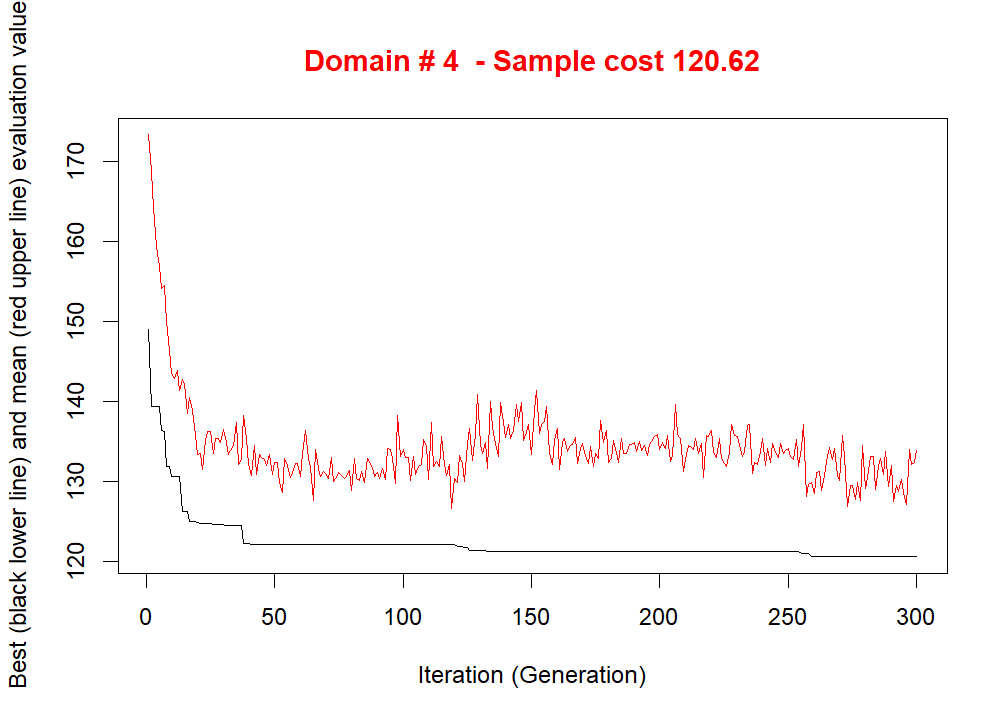 Domain # 4  - Sample cost 120.62
Best (black lower line) and mean (red upper line) evaluation value
170
160
150
140
130
120
0 50 100 150 200 250 300
Iteration (Generation)